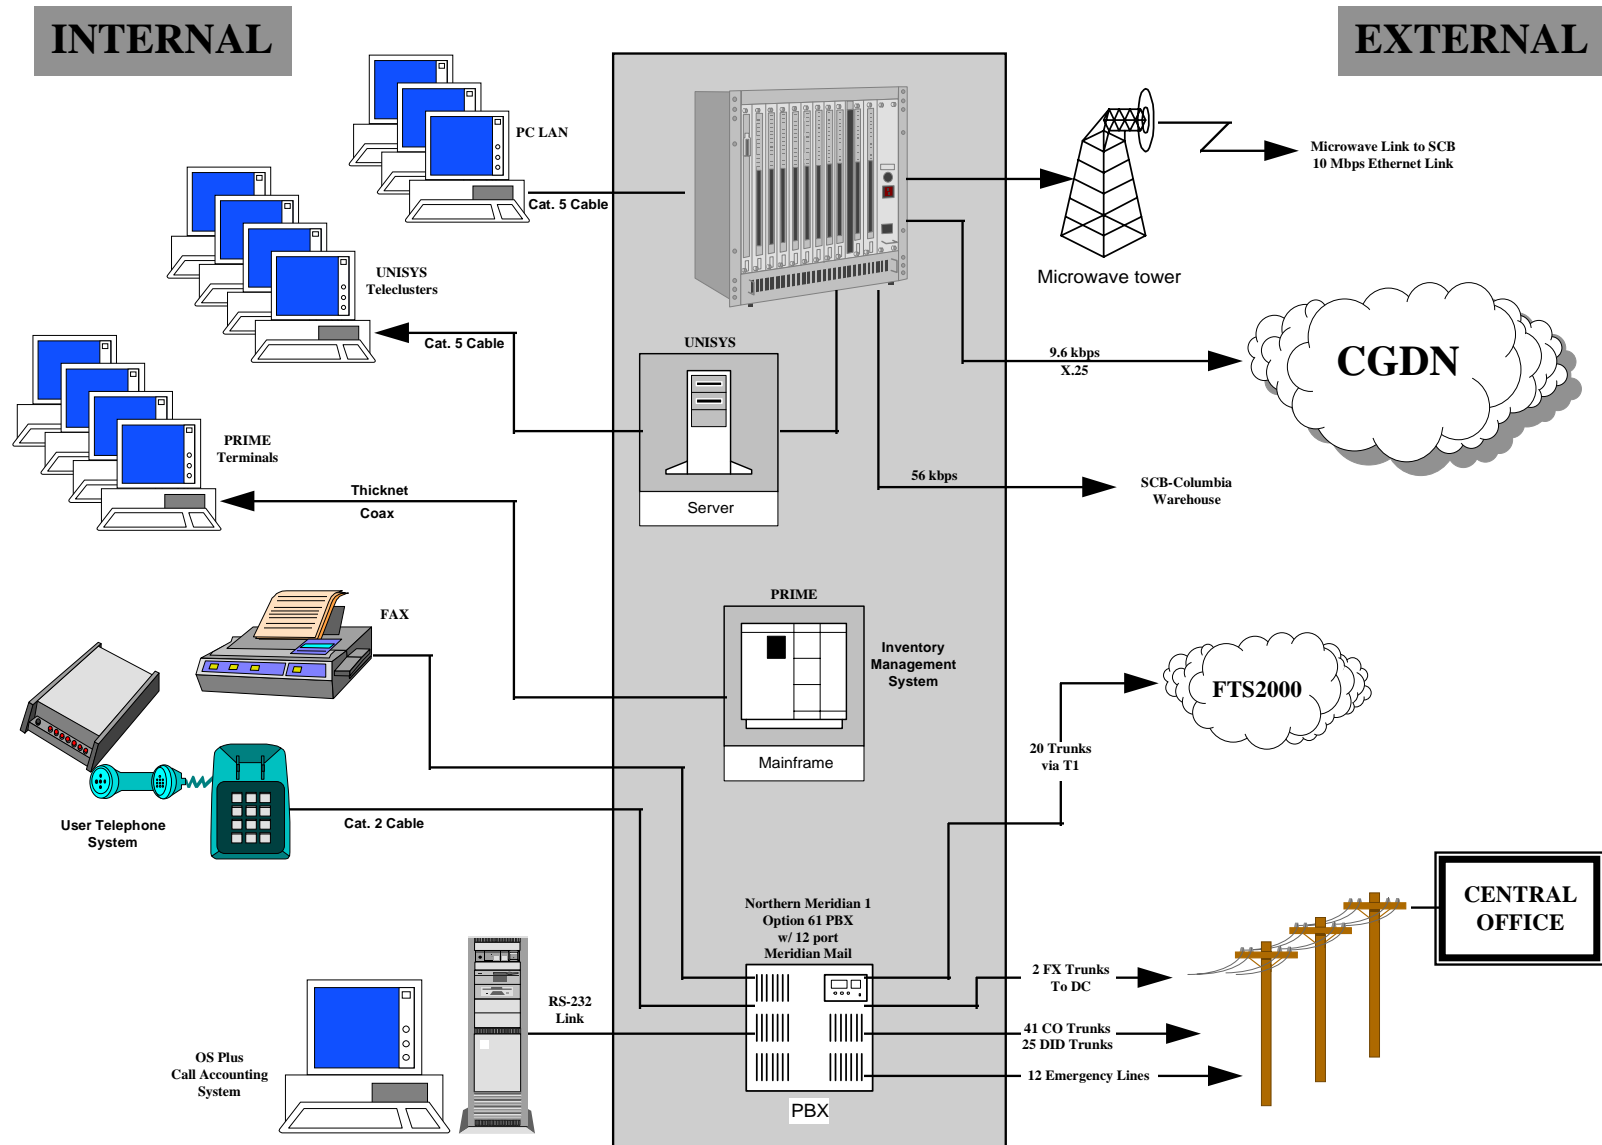 INTERNAL
EXTERNAL
PC LAN
Cat. 5 Cable
Microwave Link to SCB
10 Mbps Ethernet Link
Microwave tower
UNISYS
Teleclusters
Cat. 5 Cable
UNISYS
Server
9.6 kbps
X.25
CGDN
PRIME
Terminals
Thicknet
Coax
56 kbps
SCB-Columbia
Warehouse
PRIME
Inventory
Management
System
Mainframe
FAX
FTS2000
20 Trunks
via T1
User Telephone
System
Cat. 2 Cable
Northern Meridian 1
Option 61 PBX
w/ 12 port
Meridian Mail
CENTRAL
OFFICE
2 FX Trunks
To DC
RS-232
Link
41 CO Trunks
25 DID Trunks
OS Plus
Call Accounting
System
12 Emergency Lines
PBX